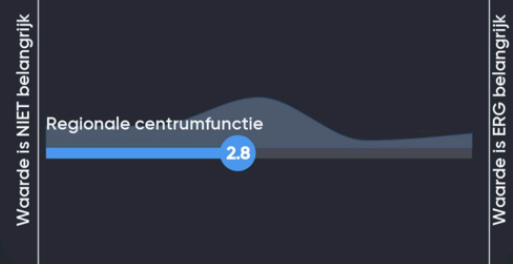 Waarde is NIET belangrijk
Regionale centrumfunctie
2.8
Waarde is ERG belangrijk